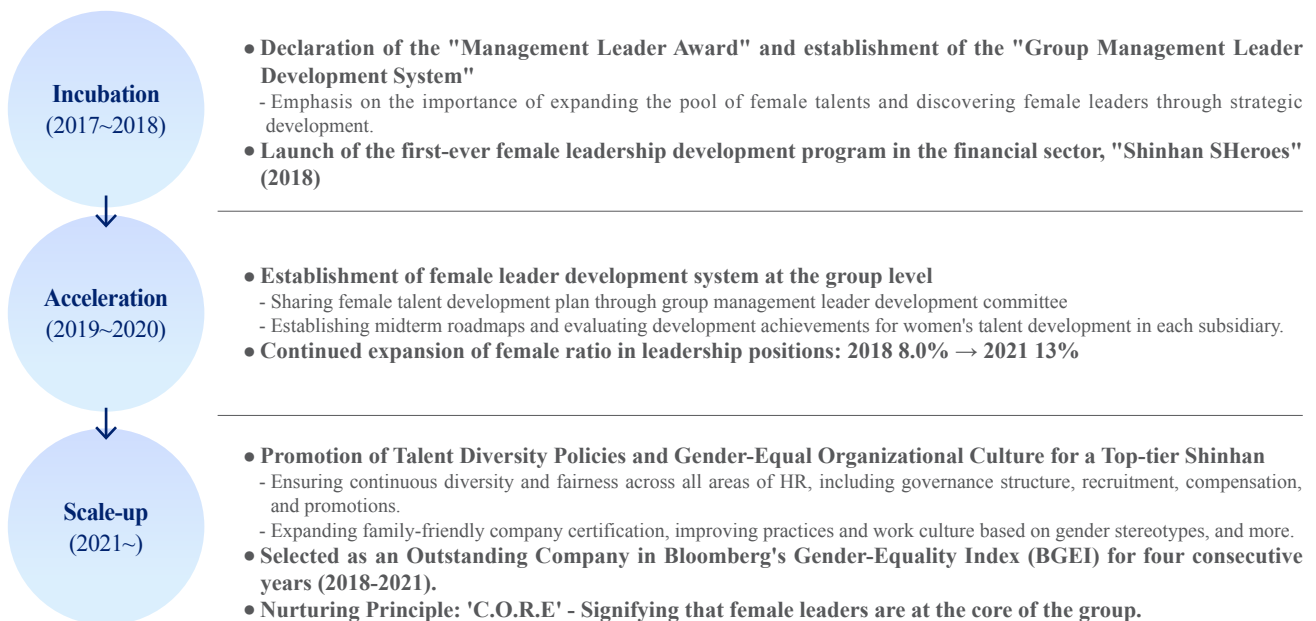 Incubation
(2017~2018)
● Declaration of the "Management Leader Award" and establishment of the "Group Management Leader
Development System"
- Emphasis on the importance of expanding the pool of female talents and discovering female leaders through strategic
development.
● Launch of the first-ever female leadership development program in the financial sector, "Shinhan SHeroes"
(2018)
Acceleration
(2019~2020)
● Establishment of female leader development system at the group level
- Sharing female talent development plan through group management leader development committee
- Establishing midterm roadmaps and evaluating development achievements for women's talent development in each subsidiary.
● Continued expansion of female ratio in leadership positions: 2018 8.0% → 2021 13%
Scale-up
(2021~)
● Promotion of Talent Diversity Policies and Gender-Equal Organizational Culture for a Top-tier Shinhan
- Ensuring continuous diversity and fairness across all areas of HR, including governance structure, recruitment, compensation,
and promotions.
- Expanding family-friendly company certification, improving practices and work culture based on gender stereotypes, and more.
● Selected as an Outstanding Company in Bloomberg's Gender-Equality Index (BGEI) for four consecutive
years (2018-2021).
● Nurturing Principle: 'C.O.R.E' - Signifying that female leaders are at the core of the group.